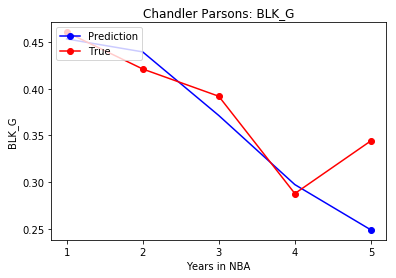 Chandler Parsons: BLK_G
Prediction
True
0.45
0.40
0.35
0.30
0.25
BLK_G
1 2 3 4 5
Years in NBA